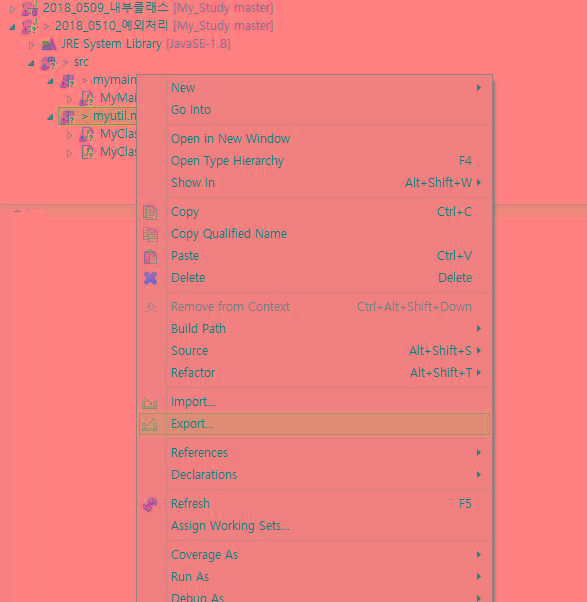 2018_0509_내부클래스 [My_Study master]
> 2018_0510_예외처리 [My_Study master]
JRE System Library [JavaSE-1.8]
> src
> mymain
MyMai
> myutil.m
MyClas
MyClas
New
Go Into
Open in New Window
Open Type Hierarchy F4
Show In Alt+Shift+W
Copy Ctrl+C
Copy Qualified Name
Paste Ctrl+V
Delete Delete
Remove from Context Ctrl+Alt+Shift+Down
Build Path
Source Alt+Shift+S
Refactor Alt+Shift+T
Import...
Export...
References
Declarations
Refresh F5
Assign Working Sets...
Coverage As
Run As
Debug As